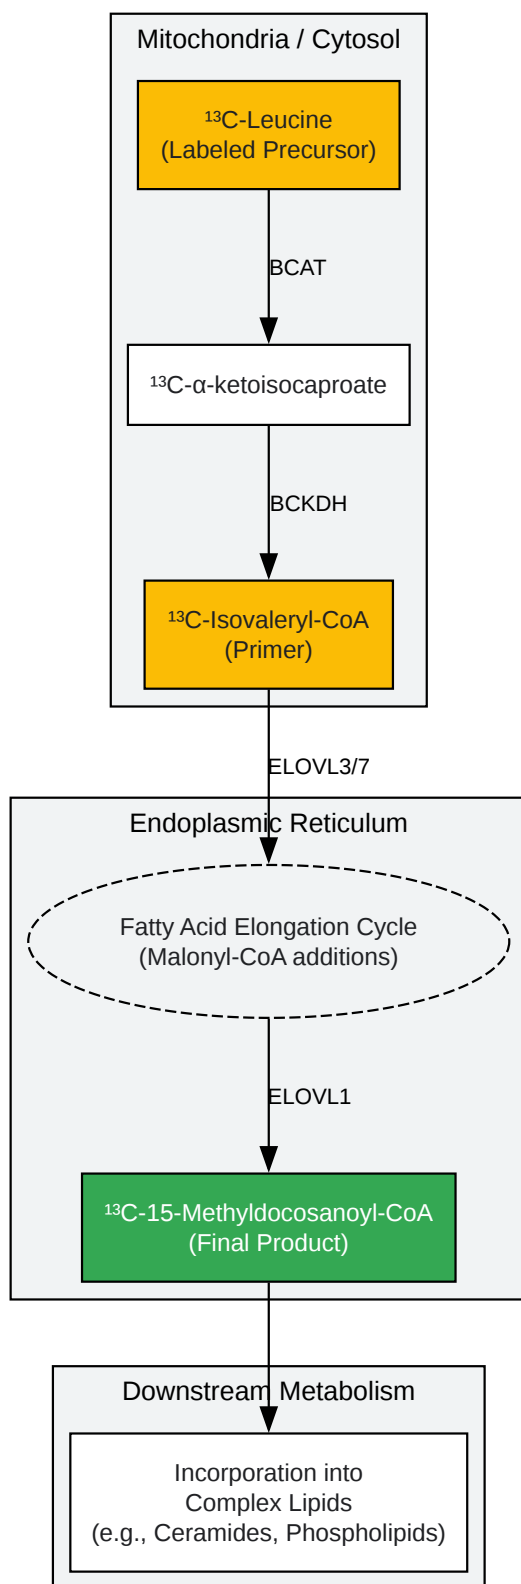 Mitochondria / Cytosol
¹³C-Leucine
(Labeled Precursor)
BCAT
¹³C-α-ketoisocaproate
BCKDH
¹³C-Isovaleryl-CoA
(Primer)
ELOVL3/7
Endoplasmic Reticulum
Fatty Acid Elongation Cycle
(Malonyl-CoA additions)
ELOVL1
¹³C-15-Methyldocosanoyl-CoA
(Final Product)
Downstream Metabolism
Incorporation into
Complex Lipids
(e.g., Ceramides, Phospholipids)